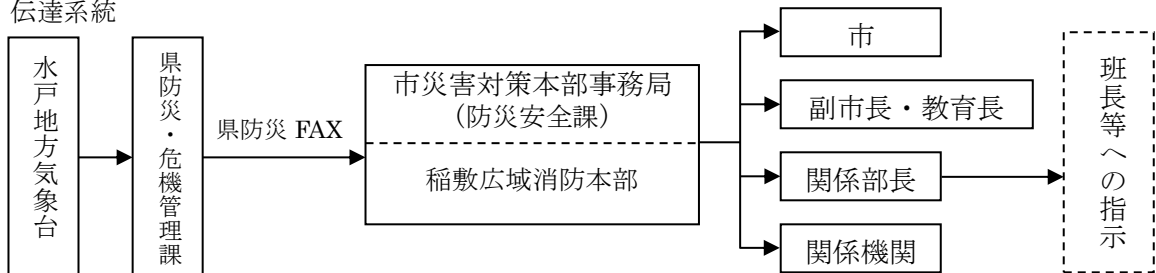 伝達系統
水戸地方気象台
県防災・危機管理課
県防災 FAX
市災害対策本部事務局
（防災安全課）
稲敷広域消防本部
市
副市長・教育長
関係部長
関係機関
班長等への指示